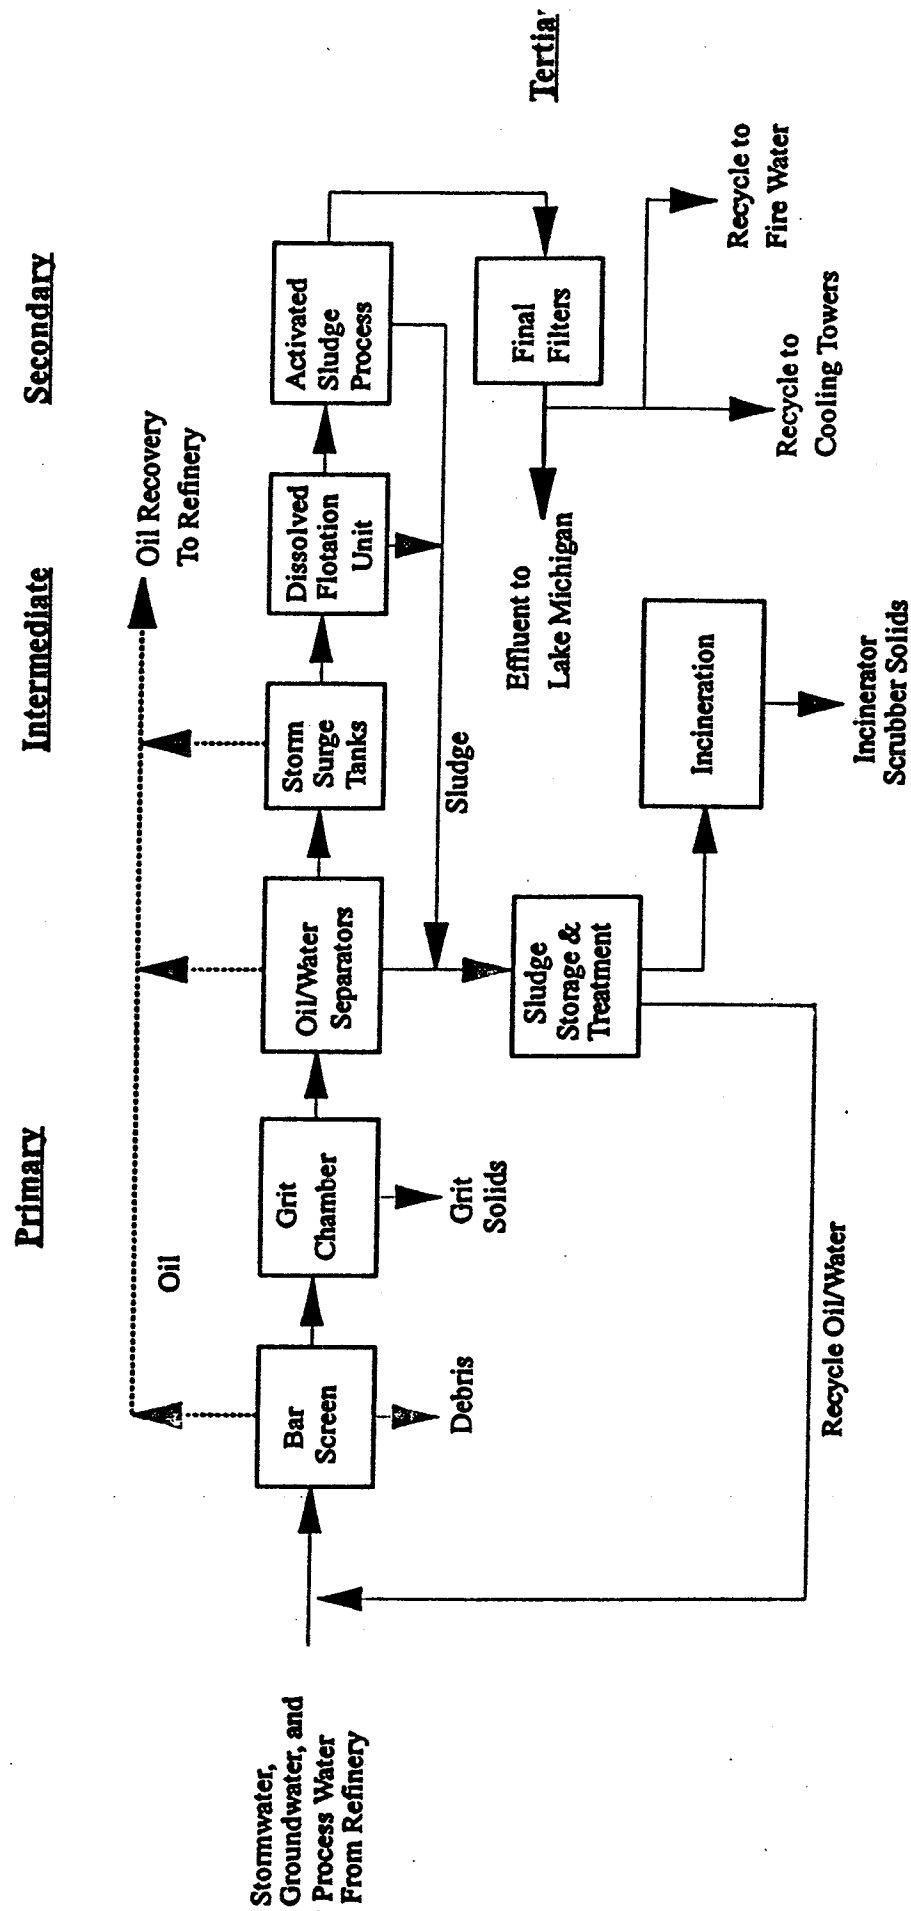 Primary
Intermediate
Secondary
Oil Recovery
To Refinery
Oil
Stormwater,
Groundwater, and
Process Water
From Refinery
Bar
Screen
Grit
Chamber
Oil/Water
Separators
Storm
Surge
Tanks
Dissolved
Flotation
Unit
Activated
Sludge
Process
Debris
Grit
Solids
Sludge
Sludge
Storage &
Treatment
Effluent to
Lake Michigan
Final
Filters
Tertiar
Incineration
Recycle to
Cooling Towers
Recycle to
Fire Water
Recycle Oil/Water
Incinerator
Scrubber Solids